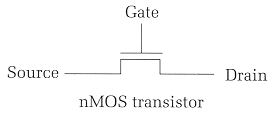 Gate
Source
Drain
nMOS transistor